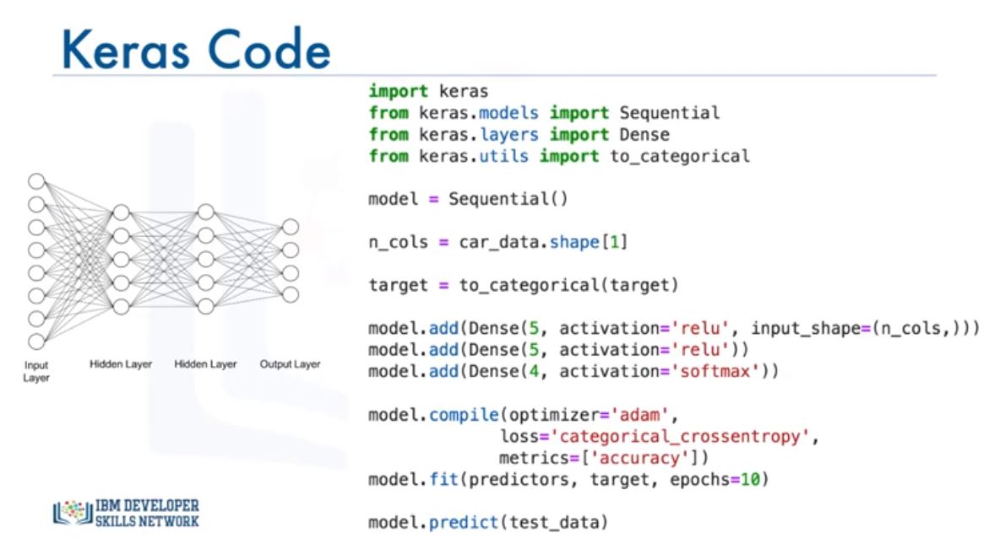 Keras Code
import keras
from keras.models import Sequential
from keras.layers import Dense
from keras.utils import to_categorical
model = Sequential()
n_cols = car_data.shape[1]
target = to_categorical(target)
model.add(Dense(5, activation='relu', input_shape=(n_cols,)))
model.add(Dense(5, activation='relu'))
model.add(Dense(4, activation='softmax'))
model.compile(optimizer='adam',
loss='categorical_crossentropy',
metrics=['accuracy'])
model.fit(predictors, target, epochs=10)
model.predict(test_data)
Input
Layer
Hidden Layer
Hidden Layer
Output Layer
IBM DEVELOPER
SKILLS NETWORK